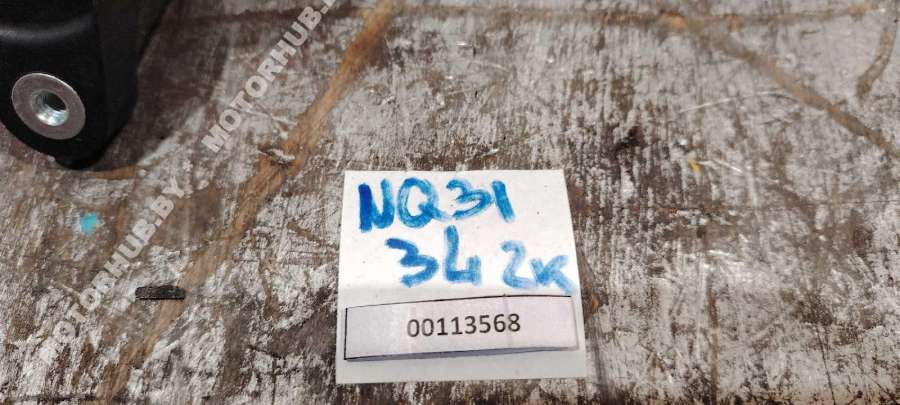 MOTORHUB.BY
MOTORHUB.BY
NQ31
34 2K
00113568